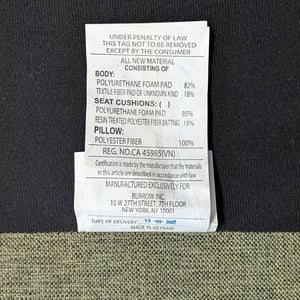 UNDER PENALTY OF LAW
THIS TAG NOT TO BE REMOVED
EXCEPT BY THE CONSUMER
ALL NEW MATERIAL
CONSISTING OF
BODY:
POLYURETHANE FOAM PAD 82%
TEXTILE FIBER PAD OF UNKNOWN KIND 18%
SEAT CUSHIONS: ( )
POLYURETHANE FOAM PAD 85%
RESIN TREATED POLYESTER FIBER BATTING 15%
PILLOW:
POLYESTER FIBER 100%
REG. NO.CA 45985(VN)
Certification is made by the manufacturer that the materials
in this article are described in accordance with law
MANUFACTURED EXCLUSIVELY FOR:
BURROW INC.
15 W 27TH STREET, 7TH FLOOR
NEW YORK, NY 10001
DATE OF DELIVERY
MADE IN VIETNAM